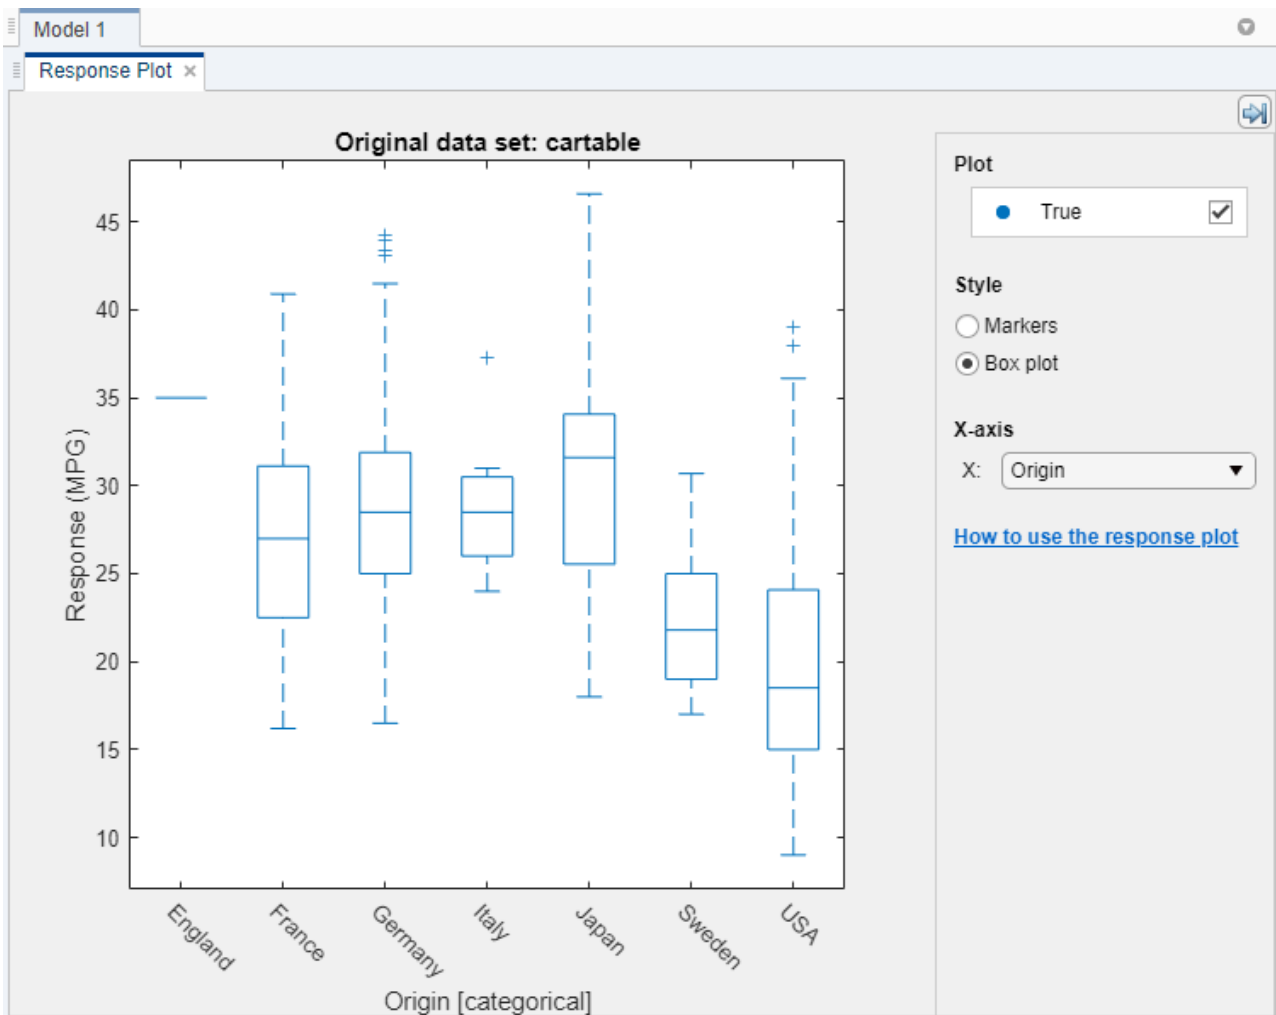 Model 1
Response Plot ×
Original data set: cartable
Response (MPG)
45
40
35
30
25
20
15
10
England
France
Germany
Italy
Japan
Sweden
USA
Origin [categorical]
Plot
True
Style
Markers
Box plot
X-axis
X: Origin
How to use the response plot